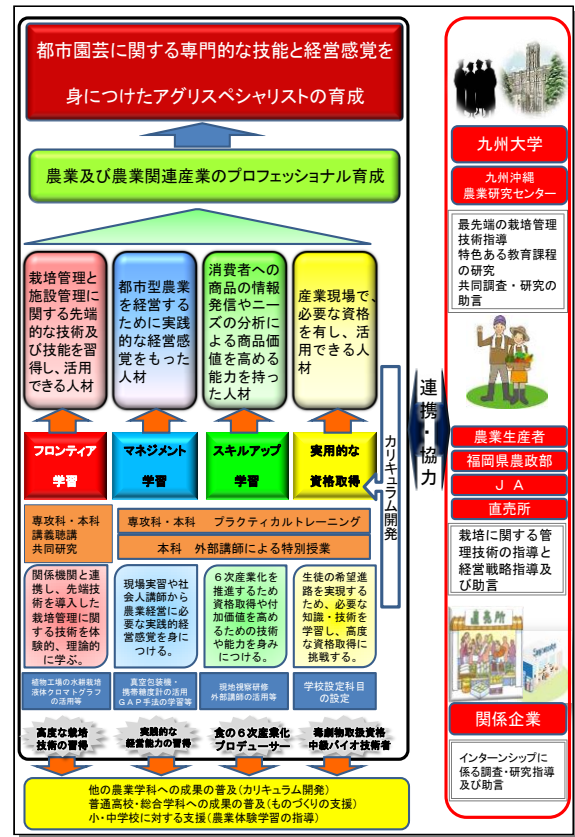 都市園芸に関する専門的な技能と経営感覚を
身につけたアグリスペシャリストの育成
農業及び農業関連産業のプロフェッショナル育成
栽培管理と
施設管理に
関する先端
的な技術及
び技能を習
得し、活用
できる人材
都市型農業
を経営する
ために実践
的な経営感
覚をもった
人材
消費者への
商品の情報
発信やニー
ズの分析に
よる商品価
値を高める
能力を持っ
た人材
産業現場で、
必要な資格
を有し、活
用できる人
材
フロンティア
学習
マネジメント
学習
スキルアップ
学習
実用的な
資格取得
カリキュラム開発
専攻科・本科
講義聴講
共同研究
専攻科・本科 プラクティカルトレーニング
本科 外部講師による特別授業
関係機関と連
携し、先端技
術を導入した
栽培管理に関
する技術を体
験的、理論的
に学ぶ。
現場実習や社
会人講師から
農業経営に必
要な実践的経
営感覚を身に
つける。
６次産業化を
推進するため
資格取得や付
加価値を高め
るための技術
や能力を身に
つける。
生徒の希望進
路を実現する
ため、必要な
知識・技術を
学習し、高度
な資格取得に
挑戦する。
植物工場の水耕栽培
液体クロマトグラフ
の活用等
真空包装機・
携帯糖度計の活用
ＧＡＰ手法の学習等
現地視察研修
外部講師の活用等
学校設定科目
の設定
高度な栽培
技術の習得
実践的な
経営能力の習得
食の６次産業化
プロデューサー
毒劇物取扱資格
中級バイオ技術者
他の農業学科への成果の普及(カリキュラム開発)
普通高校・総合学科への成果の普及(ものづくりの支援)
小・中学校に対する支援(農業体験学習の指導)
連携・協力
九州大学
九州沖縄
農業研究センター
最先端の栽培管理
技術指導
特色ある教育課程
の研究
共同調査・研究の
助言
農業生産者
福岡県農政部
ＪＡ
直売所
栽培に関する管
理技術の指導と
経営戦略指導及
び助言
直売所
関係企業
インターンシップに
係る調査・研究指導
及び助言